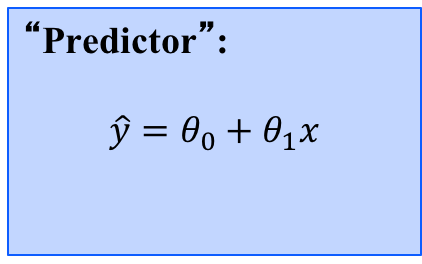 “Predictor”:
ŷ = θ₀ + θ₁x